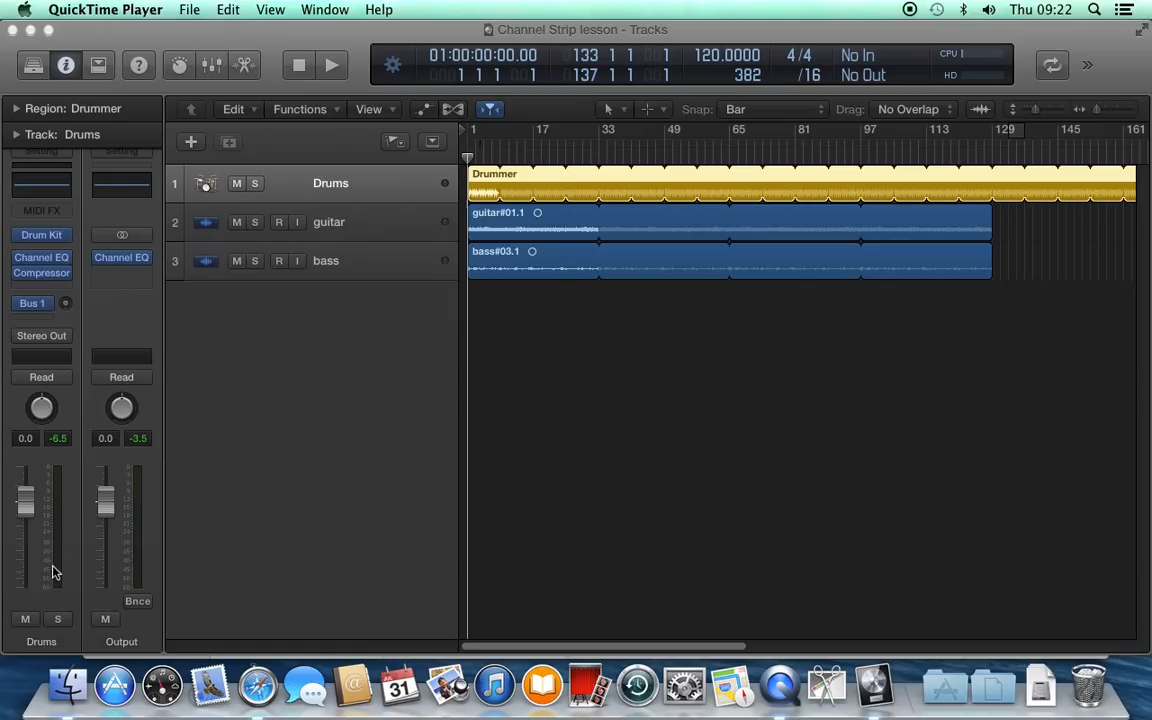 QuickTime Player File Edit View Window Help Thu 09:22
Channel Strip lesson - Tracks
01:00:00:00.00 133 1 1 1 120.0000 4/4 No In CPU
1 1 1 1 137 1 1 1 382 /16 No Out HD
Region: Drummer Edit Functions View Snap: Bar Drag: No Overlap
Track: Drums 1 17 33 49 65 81 97 113 129 145 161
Setting Setting
Drummer
1 M S Drums
MIDI FX
guitar#01.1
2 M S R I guitar
Drum Kit
bass#03.1
Channel EQ Channel EQ
3 M S R I bass
Compressor
Bus 1
Stereo Out
Read Read
0.0 -6.5 0.0 -3.5
Bnce
M S M
Drums Output
31